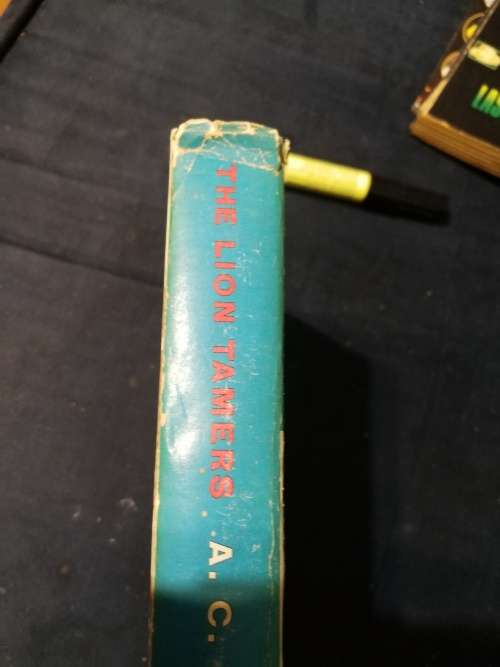 THE LION TAMERS A. C.